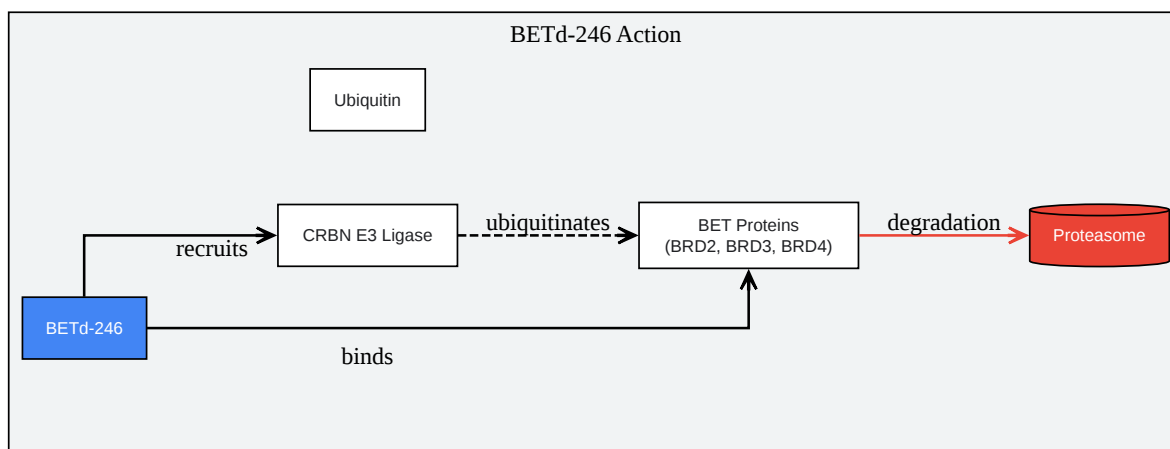 BETd-246 Action
Ubiquitin
recruits
CRBN E3 Ligase
ubiquitinates
BET Proteins
(BRD2, BRD3, BRD4)
degradation
Proteasome
BETd-246
binds